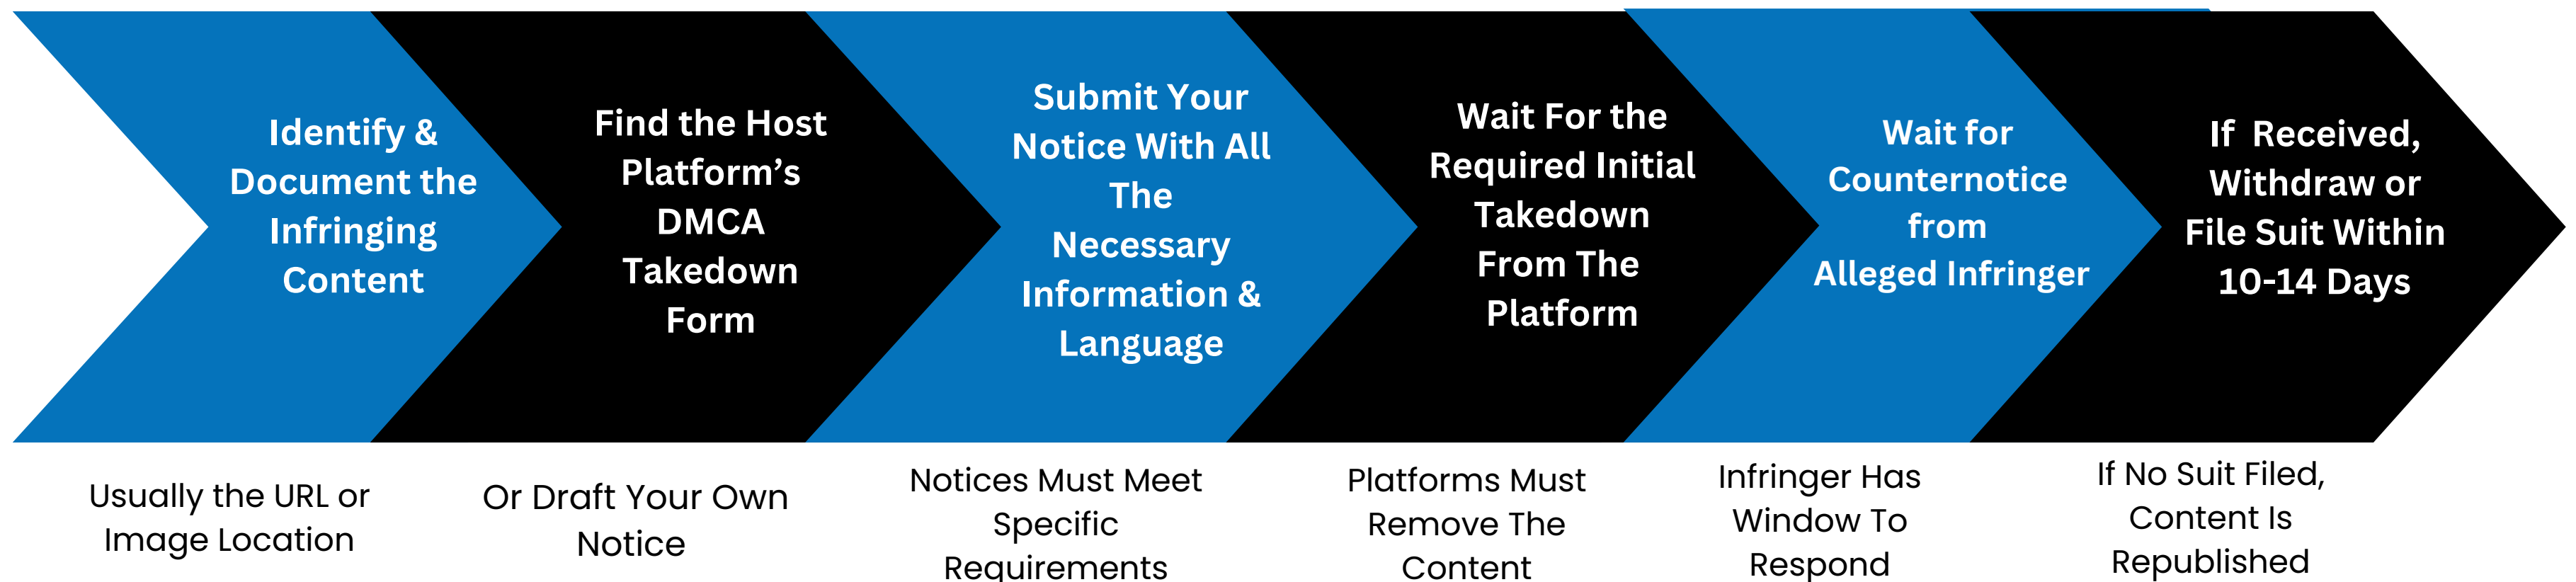 Identify &
Document the
Infringing
Content
Find the Host
Platform’s
DMCA
Takedown
Form
Submit Your
Notice With All
The
Necessary
Information &
Language
Wait For the
Required Initial
Takedown
From The
Platform
Wait for
Counternotice
from
Alleged Infringer
If Received,
Withdraw or
File Suit Within
10-14 Days
Usually the URL or
Image Location
Or Draft Your Own
Notice
Notices Must Meet
Specific
Requirements
Platforms Must
Remove The
Content
Infringer Has
Window To
Respond
If No Suit Filed,
Content Is
Republished